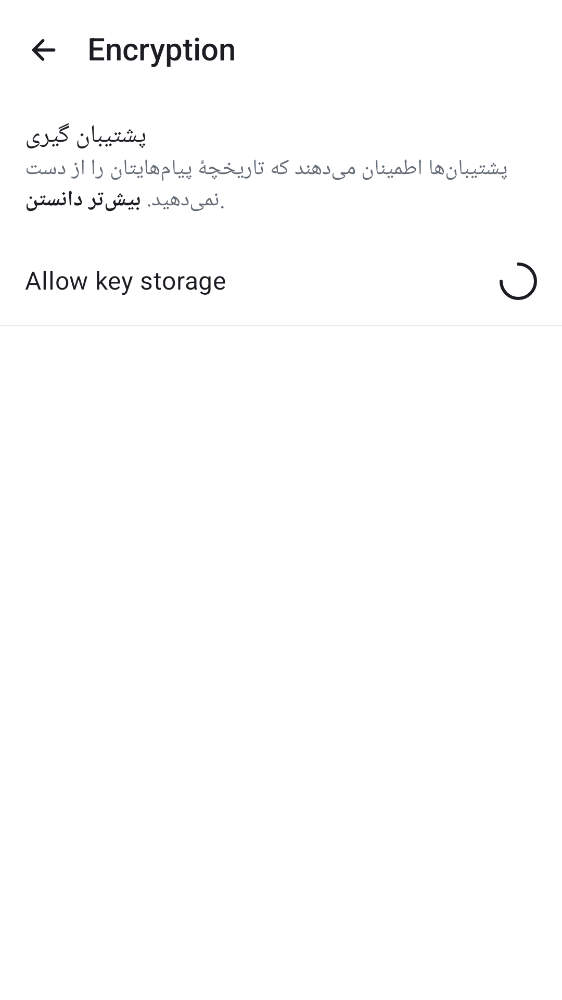 Encryption
پشتیبان گیری
پشتیبان‌ها اطمینان می‌دهند که تاریخچهٔ پیام‌هایتان را از دست
نمی‌دهید. بیش‌تر دانستن.
Allow key storage